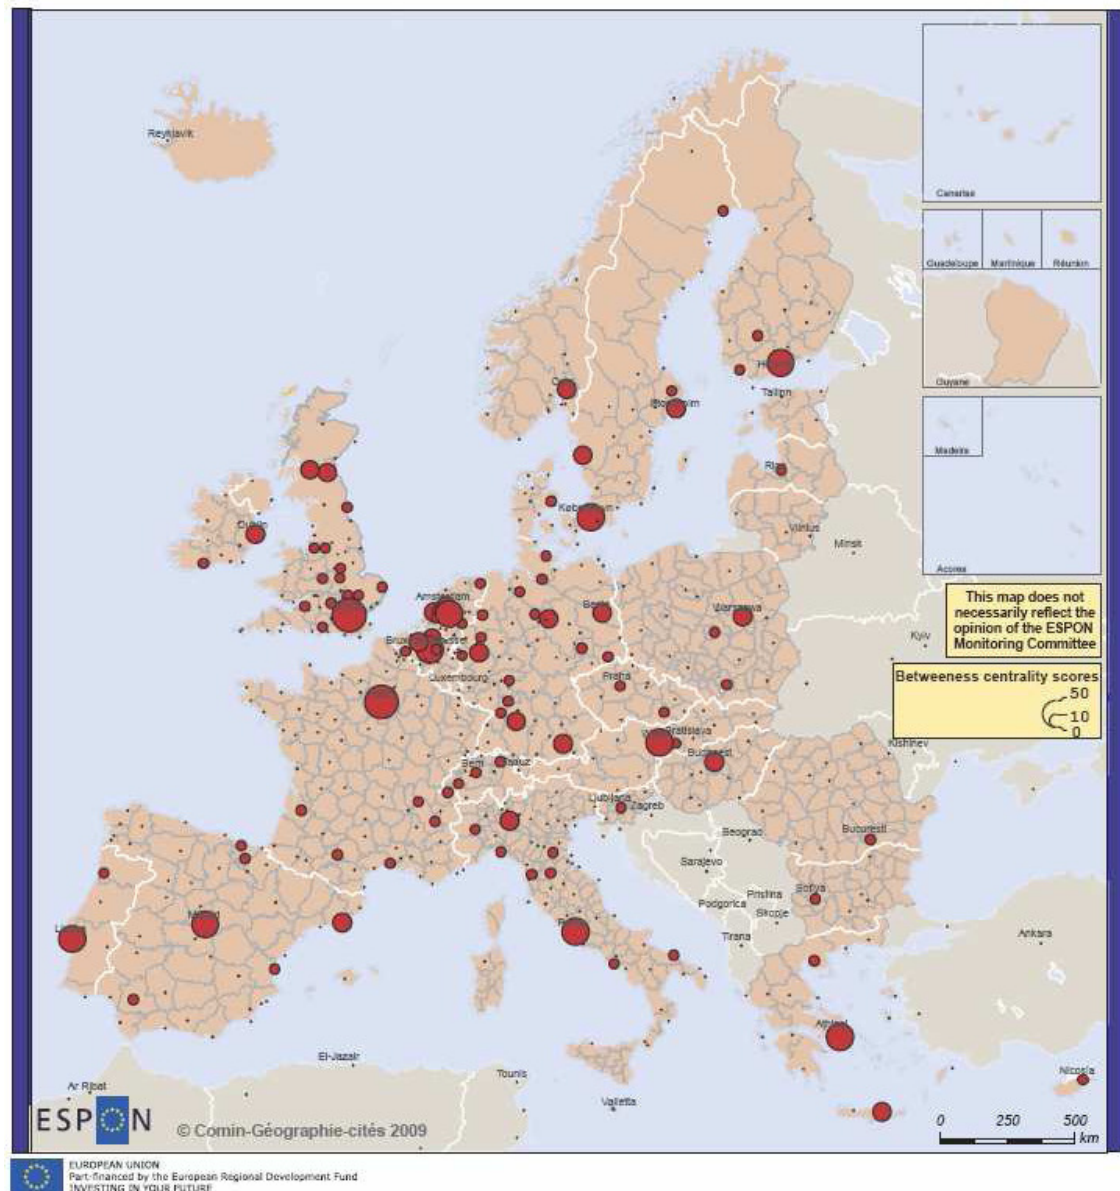 Reykjavik
Canarias
Guadeloupe
Martinique
Réunion
Guyane
Tallinn
Madeira
Vilnius
Minsk
Acores
Amsterdam
Warszawa
This map does not
necessarily reflect the
opinion of the ESPON
Monitoring Committee
Kyiv
Luxembourg
Praha
Betweeness centrality scores
50
10
0
Bratislava
Kishinev
Bern
Vaduz
Budapest
Ljubljana
Zagreb
Beograd
Bucuresti
Sarajevo
Pristina
Sofiya
Podgorica
Skopje
Tirana
Ankara
El-Jazair
Tounis
Nicosia
Ar Ribat
Valletta
ESPON
© Comin-Géographie-cités 2009
0 250 500
km
EUROPEAN UNION
Part-financed by the European Regional Development Fund
INVESTING IN YOUR FUTURE